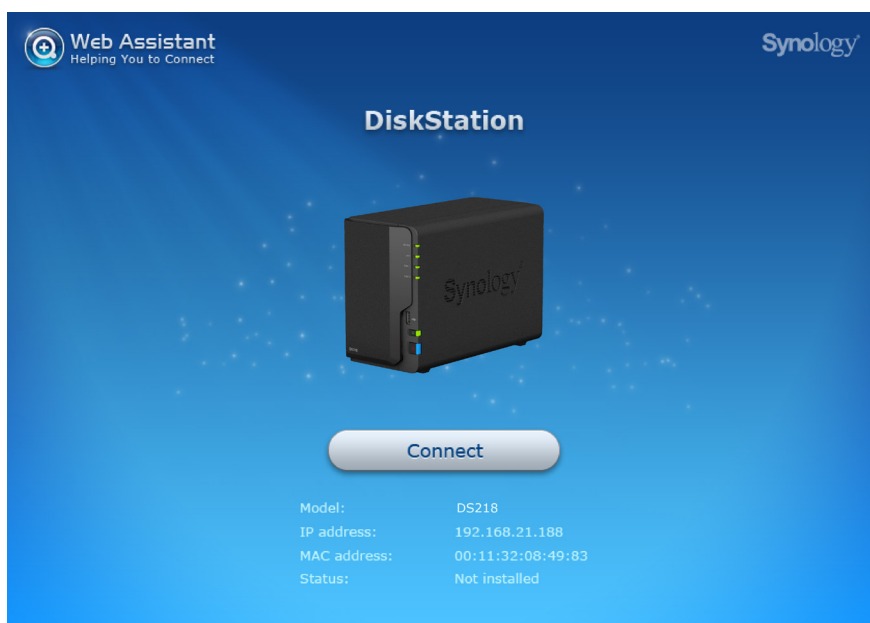 Web Assistant
Helping You to Connect
Synology
DiskStation
Synology
Connect
Model: DS218
IP address: 192.168.21.188
MAC address: 00:11:32:08:49:83
Status: Not installed